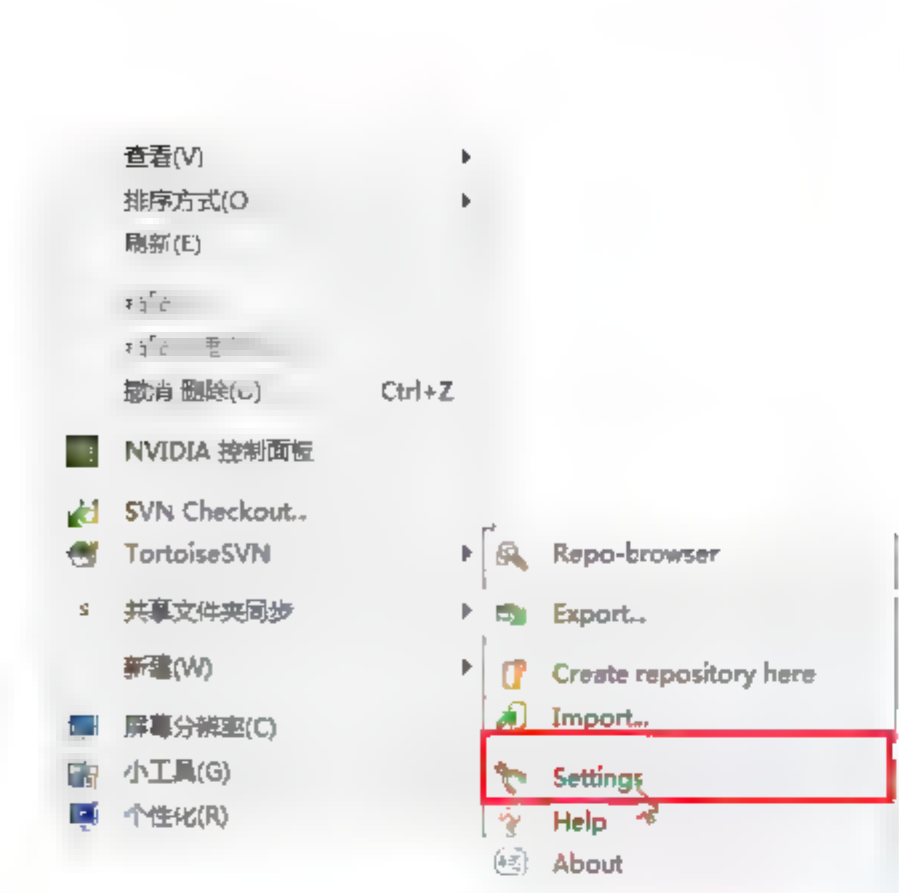 查看(V)
排序方式(O
刷新(E)
撤消 删除(U) Ctrl+Z
NVIDIA 控制面板
SVN Checkout..
TortoiseSVN
共享文件夹同步
新建(W)
屏幕分辨率(C)
小工具(G)
个性化(R)
Repo-browser
Export..
Create repository here
Import..
Settings
Help
About